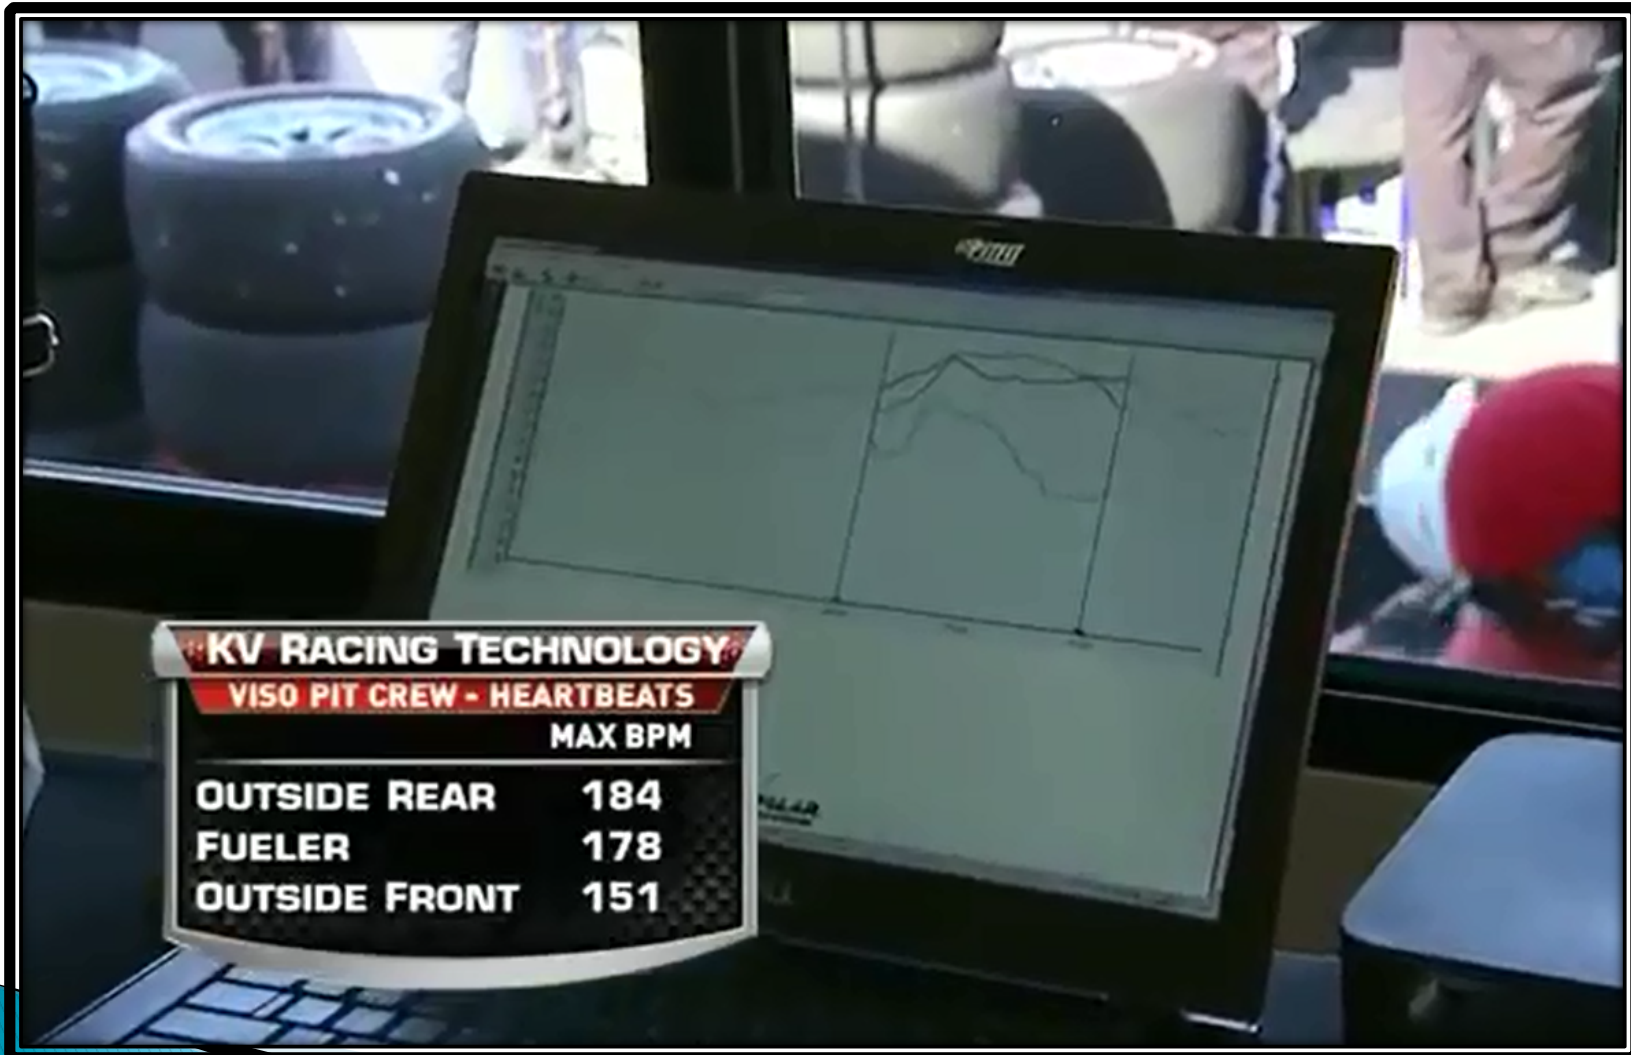 KV RACING TECHNOLOGY
VISO PIT CREW - HEARTBEATS
MAX BPM
OUTSIDE REAR 184
FUELER 178
OUTSIDE FRONT 151